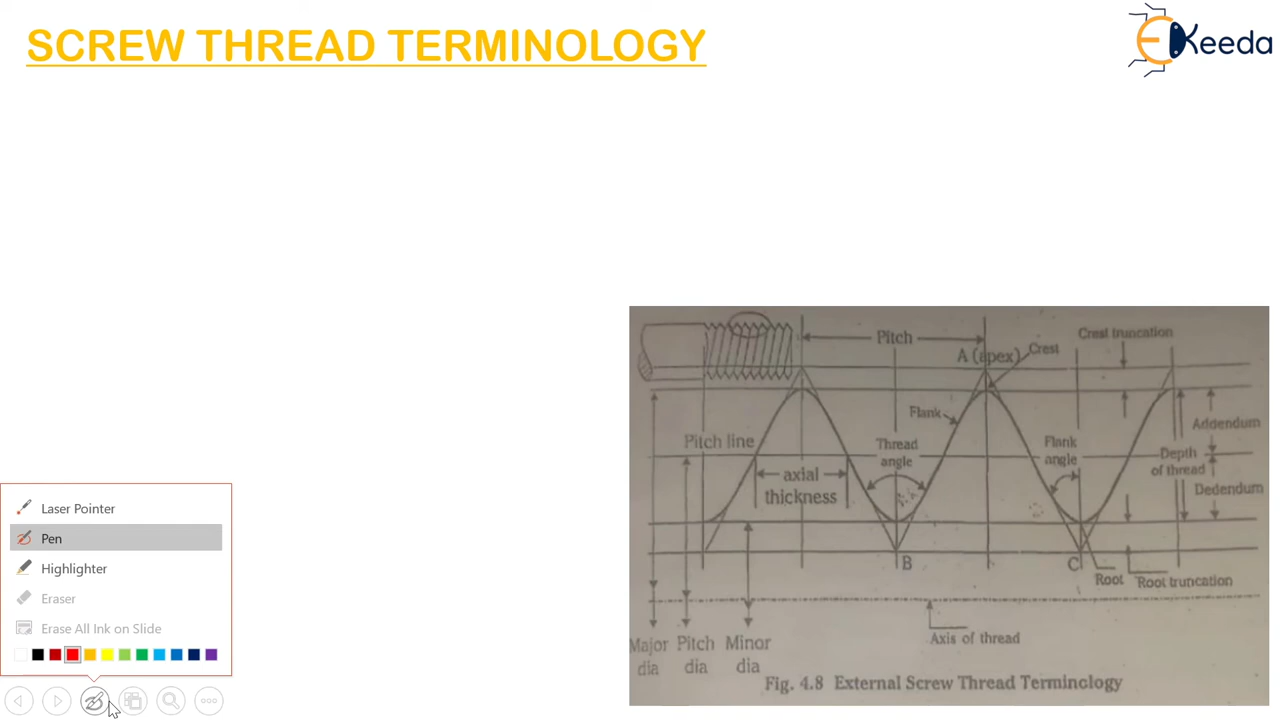 SCREW THREAD TERMINOLOGY
EKeeda
Pitch
Crest truncation
A (apex)
Crest
Flank
Addendum
Pitch line
Thread
angle
Flank
angle
Depth
of thread
axial
thickness
Dedendum
B
C
Root
Root truncation
Axis of thread
Major
dia
Pitch
dia
Minor
dia
Fig. 4.8 External Screw Thread Terminclogy
Laser Pointer
Pen
Highlighter
Eraser
Erase All Ink on Slide